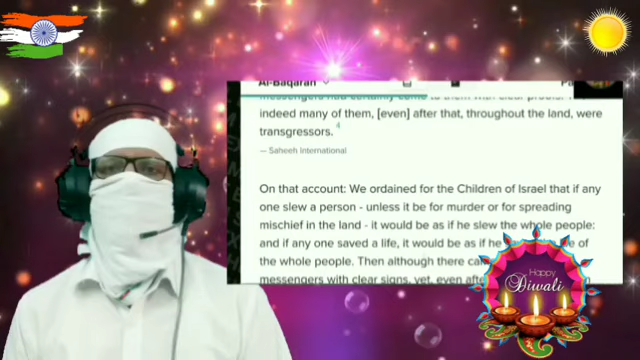 Al-Baqarah
indeed many of them, [even] after that, throughout the land, were
transgressors. 4
— Saheeh International
On that account: We ordained for the Children of Israel that if any
one slew a person - unless it be for murder or for spreading
mischief in the land - it would be as if he slew the whole people:
and if any one saved a life, it would be as if he
of
the whole people. Then although there
messengers with clear signs, yet, even
Happy
Diwali